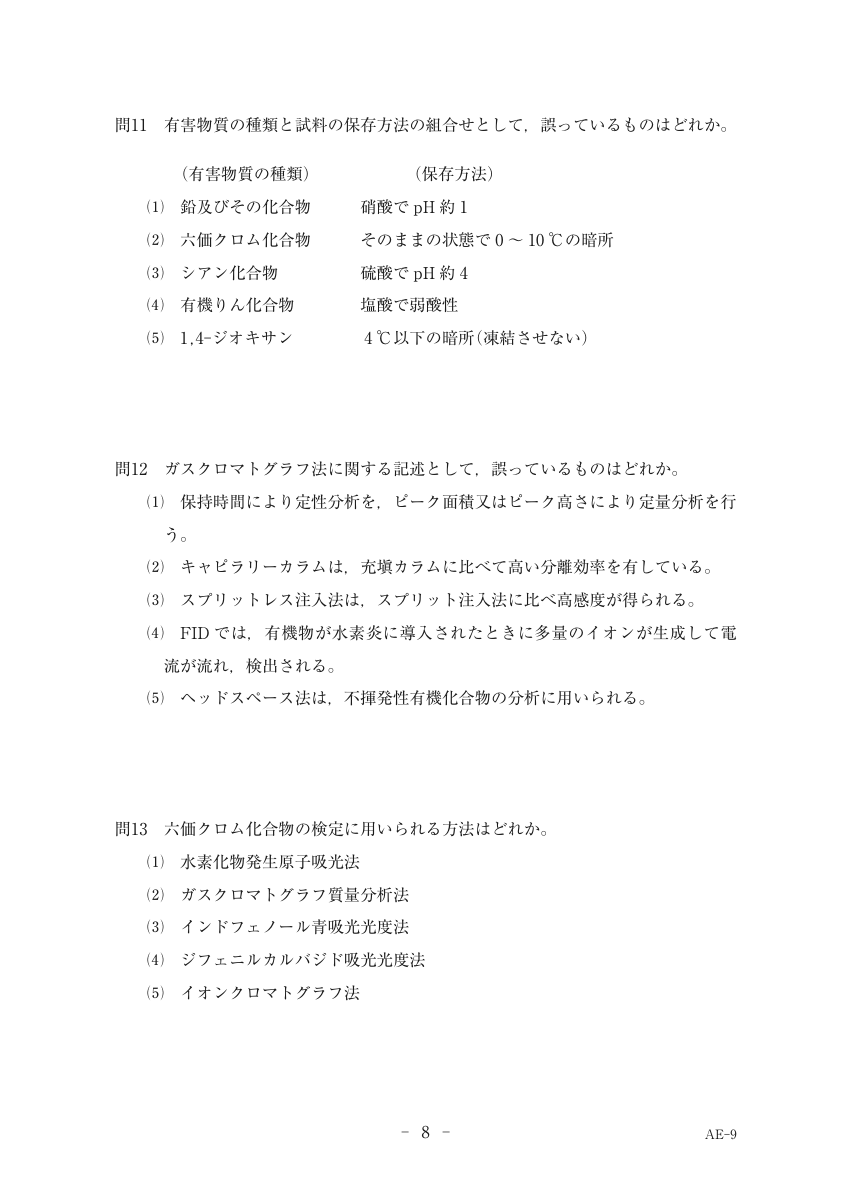 問11　有害物質の種類と試料の保存方法の組合せとして，誤っているものはどれか。
（有害物質の種類）　（保存方法）
⑴　鉛及びその化合物　硝酸で pH 約 1
⑵　六価クロム化合物　そのままの状態で 0 ～ 10 ℃の暗所
⑶　シアン化合物　硫酸で pH 約 4
⑷　有機りん化合物　塩酸で弱酸性
⑸　1,4-ジオキサン　4 ℃以下の暗所（凍結させない）
問12　ガスクロマトグラフ法に関する記述として，誤っているものはどれか。
⑴　保持時間により定性分析を，ピーク面積又はピーク高さにより定量分析を行
う。
⑵　キャピラリーカラムは，充塡カラムに比べて高い分離効率を有している。
⑶　スプリットレス注入法は，スプリット注入法に比べ高感度が得られる。
⑷　FID では，有機物が水素炎に導入されたときに多量のイオンが生成して電
流が流れ，検出される。
⑸　ヘッドスペース法は，不揮発性有機化合物の分析に用いられる。
問13　六価クロム化合物の検定に用いられる方法はどれか。
⑴　水素化物発生原子吸光法
⑵　ガスクロマトグラフ質量分析法
⑶　インドフェノール青吸光光度法
⑷　ジフェニルカルバジド吸光光度法
⑸　イオンクロマトグラフ法
- 8 -
AE-9